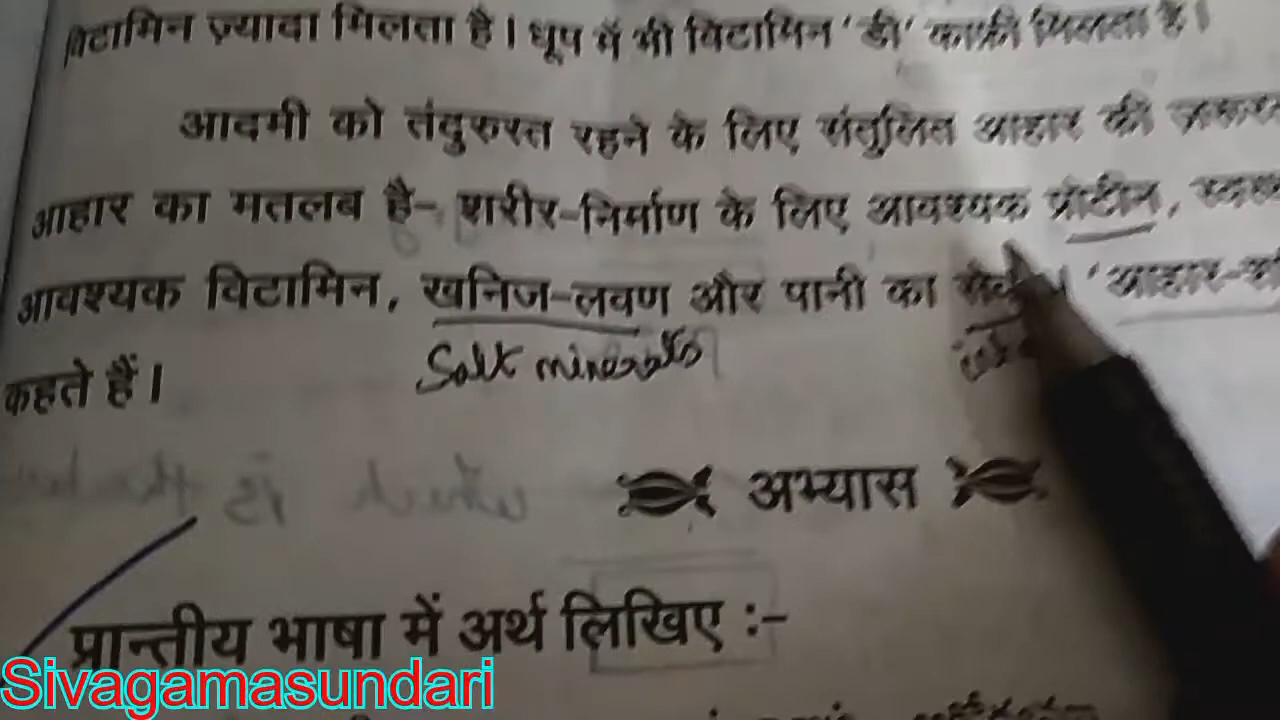 विटामिन ज़्यादा मिलता है। धूप में भी विटामिन 'डी' काफ़ी मिलता है।
आदमी को तंदुरुस्त रहने के लिए संतुलित आहार की
आहार का मतलब है- शरीर-निर्माण के लिए आवश्यक प्रोटीन,
आवश्यक विटामिन, खनिज-लवण और पानी का
कहते हैं।
Salt minerals
अभ्यास
प्रान्तीय भाषा में अर्थ लिखिए :-
Sivagamasundari